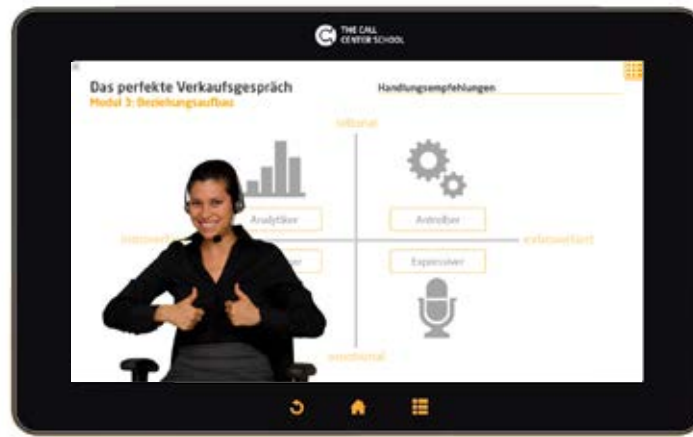 THE CALL
CENTER SCHOOL
Das perfekte Verkaufsgespräch
Modul 3: Beziehungsaufbau
Handlungsempfehlungen
rational
Analytiker
Antreiber
extrovertiert
Expressiver
emotional